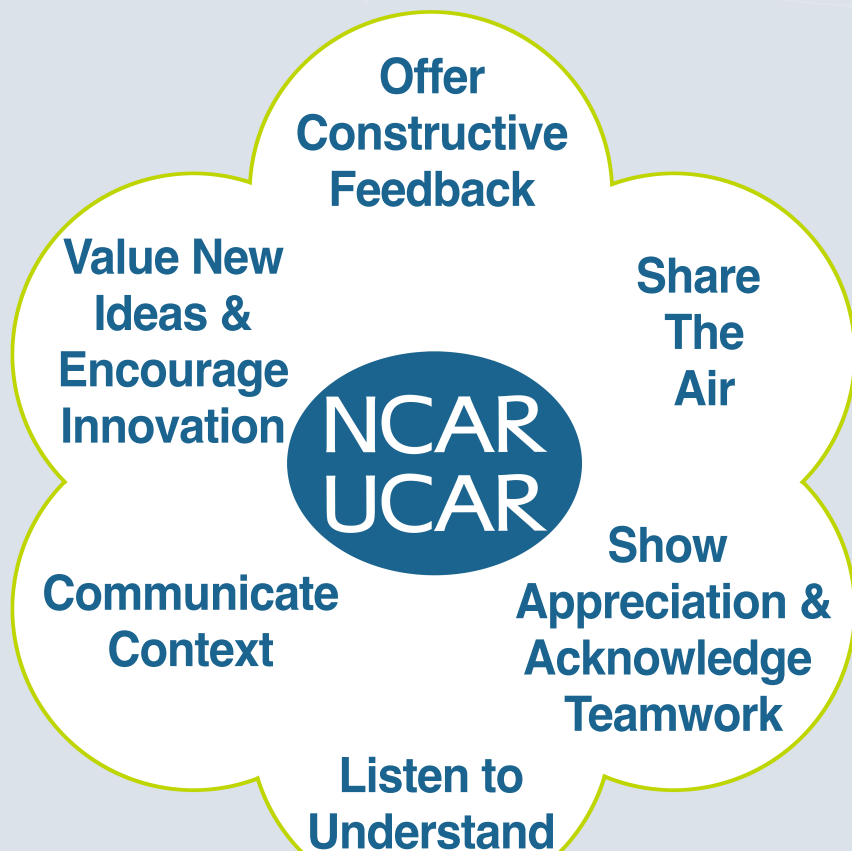 Offer
Constructive
Feedback
Value New
Ideas &
Encourage
Innovation
Share
The
Air
NCAR
UCAR
Communicate
Context
Show
Appreciation &
Acknowledge
Teamwork
Listen to
Understand